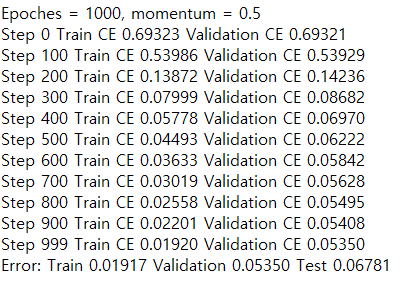 Epoches = 1000, momentum = 0.5
Step 0 Train CE 0.69323 Validation CE 0.69321
Step 100 Train CE 0.53986 Validation CE 0.53929
Step 200 Train CE 0.13872 Validation CE 0.14236
Step 300 Train CE 0.07999 Validation CE 0.08682
Step 400 Train CE 0.05778 Validation CE 0.06970
Step 500 Train CE 0.04493 Validation CE 0.06222
Step 600 Train CE 0.03633 Validation CE 0.05842
Step 700 Train CE 0.03019 Validation CE 0.05628
Step 800 Train CE 0.02558 Validation CE 0.05495
Step 900 Train CE 0.02201 Validation CE 0.05408
Step 999 Train CE 0.01920 Validation CE 0.05350
Error: Train 0.01917 Validation 0.05350 Test 0.06781